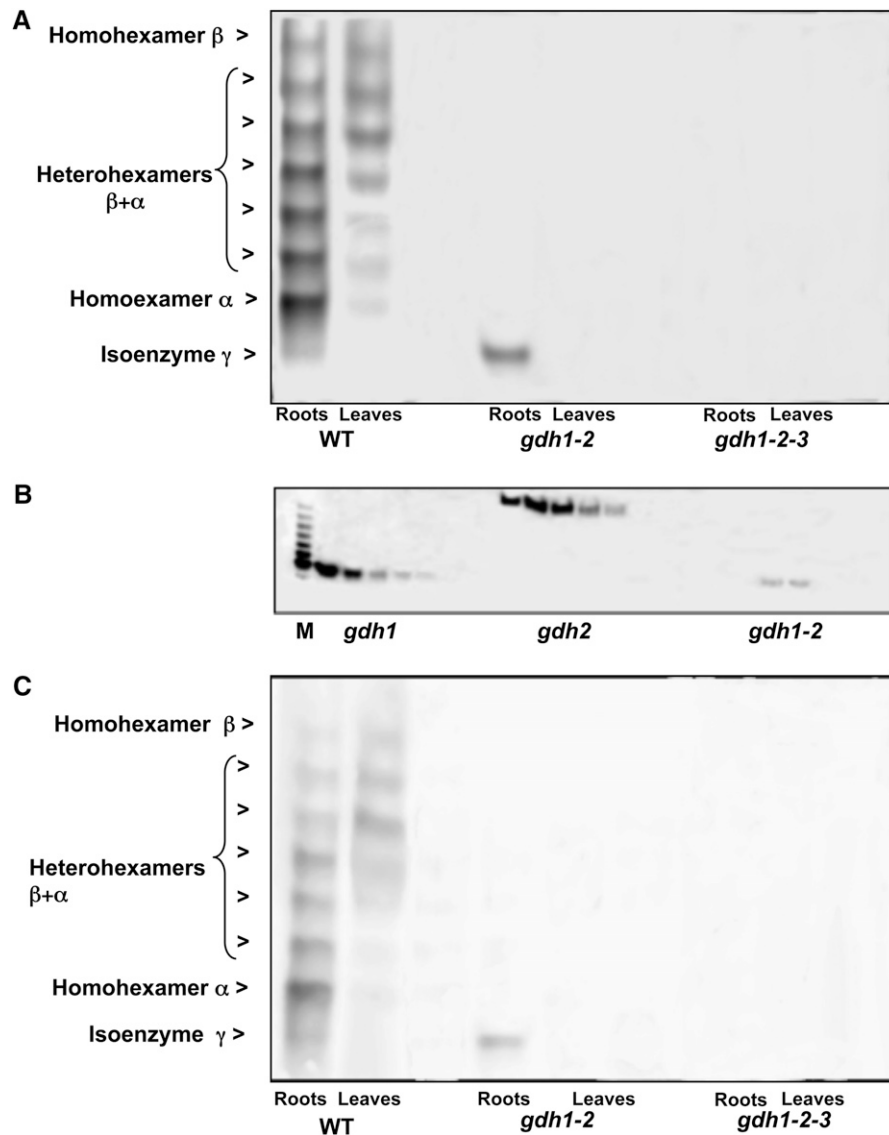 A
Homohexamer β >
>
>
Heterohexamers >
β+α
>
>
Homoexamer α >
Isoenzyme γ >
Roots Leaves Roots Leaves Roots Leaves
WT gdh1-2 gdh1-2-3
B
M gdh1 gdh2 gdh1-2
C
Homohexamer β >
>
>
Heterohexamers >
β+α
>
>
Homohexamer α >
Isoenzyme γ >
Roots Leaves Roots Leaves Roots Leaves
WT gdh1-2 gdh1-2-3